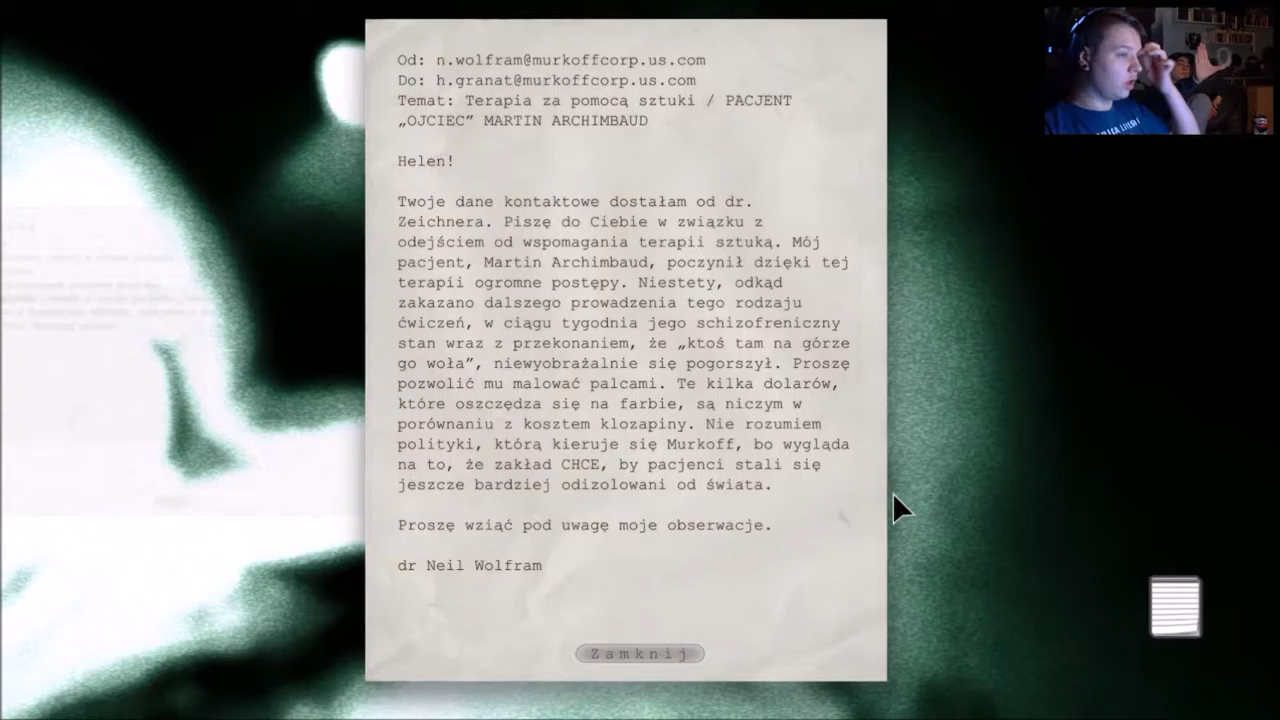 Od: n.wolfram@murkoffcorp.us.com
Do: h.granat@murkoffcorp.us.com
Temat: Terapia za pomocą sztuki / PACJENT
„OJCIEC” MARTIN ARCHIMBAUD
Helen!
Twoje dane kontaktowe dostałam od dr.
Zeichnera. Piszę do Ciebie w związku z
odejściem od wspomagania terapii sztuką. Mój
pacjent, Martin Archimbaud, poczynił dzięki tej
terapii ogromne postępy. Niestety, odkąd
zakazano dalszego prowadzenia tego rodzaju
ćwiczeń, w ciągu tygodnia jego schizofreniczny
stan wraz z przekonaniem, że „ktoś tam na górze
go woła”, niewyobrażalnie się pogorszył. Proszę
pozwolić mu malować palcami. Te kilka dolarów,
które oszczędza się na farbie, są niczym w
porównaniu z kosztem klozapiny. Nie rozumiem
polityki, którą kieruje się Murkoff, bo wygląda
na to, że zakład CHCE, by pacjenci stali się
jeszcze bardziej odizolowani od świata.
Proszę wziąć pod uwagę moje obserwacje.
dr Neil Wolfram
Zamknij